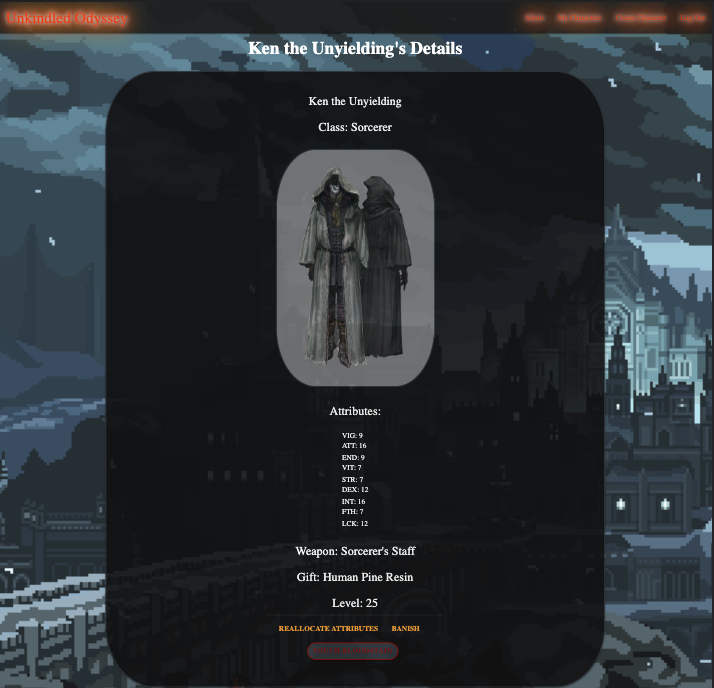 Unkindled Odyssey
Ken the Unyielding's Details
Ken the Unyielding
Class: Sorcerer
Attributes:
VIG: 9
ATT: 16
END: 9
VIT: 7
STR: 7
DEX: 12
INT: 16
FTH: 7
LCK: 12
Weapon: Sorcerer's Staff
Gift: Human Pine Resin
Level: 25
REALLOCATE ATTRIBUTES BANISH